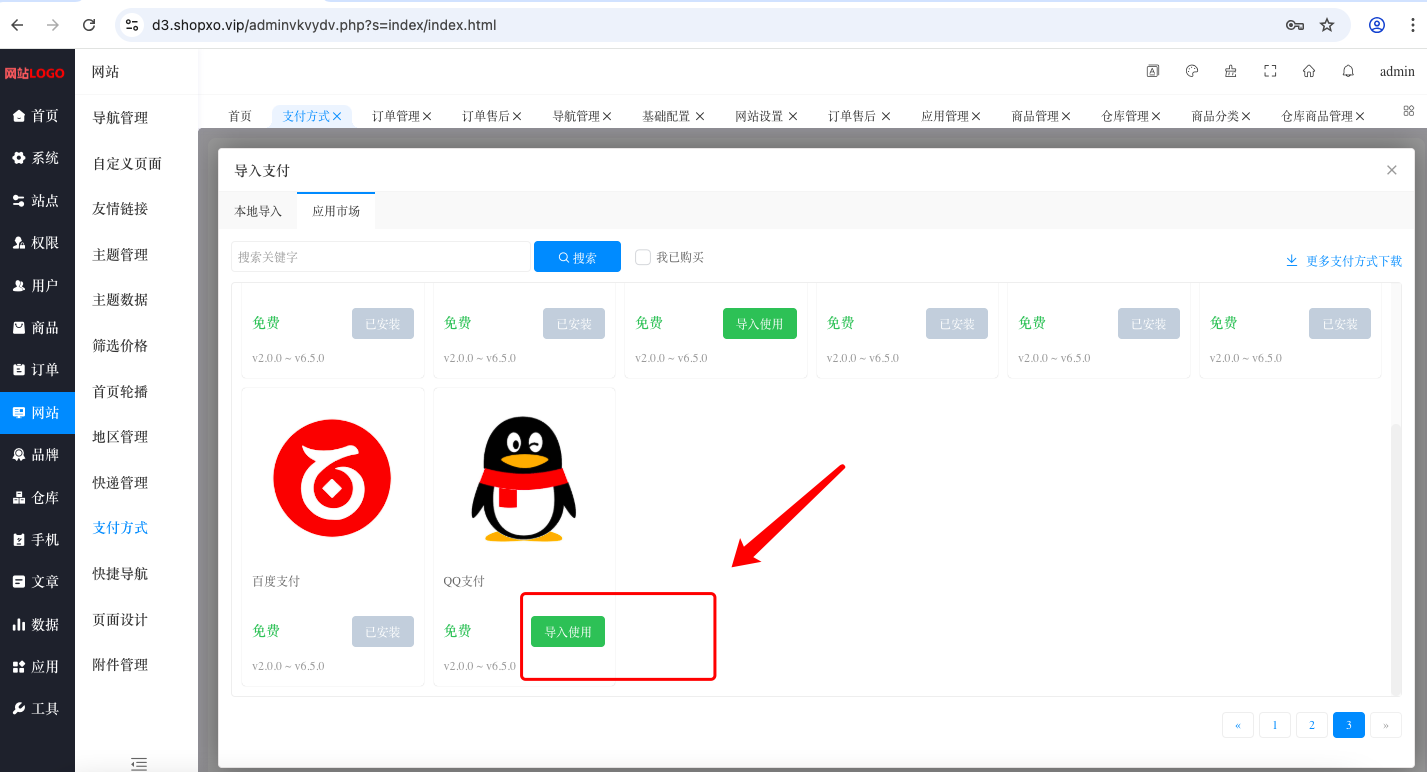 d3.shopxo.vip/adminvkvydv.php?s=index/index.html
网站LOGO
首页
系统
站点
权限
用户
商品
订单
网站
品牌
仓库
手机
文章
数据
应用
工具
网站
导航管理
自定义页面
友情链接
主题管理
主题数据
筛选价格
首页轮播
地区管理
快递管理
支付方式
快捷导航
页面设计
附件管理
admin
首页 支付方式 订单管理 订单售后 导航管理 基础配置 网站设置 订单售后 应用管理 商品管理 仓库管理 商品分类 仓库商品管理
导入支付
本地导入 应用市场
搜索关键字 搜索 我已购买 更多支付方式下载
免费 已安装 免费 已安装 免费 导入使用 免费 已安装 免费 已安装 免费 已安装
v2.0.0 ~ v6.5.0 v2.0.0 ~ v6.5.0 v2.0.0 ~ v6.5.0 v2.0.0 ~ v6.5.0 v2.0.0 ~ v6.5.0 v2.0.0 ~ v6.5.0
百度支付 QQ支付
免费 已安装 免费 导入使用
v2.0.0 ~ v6.5.0 v2.0.0 ~ v6.5.0
« 1 2 3 »